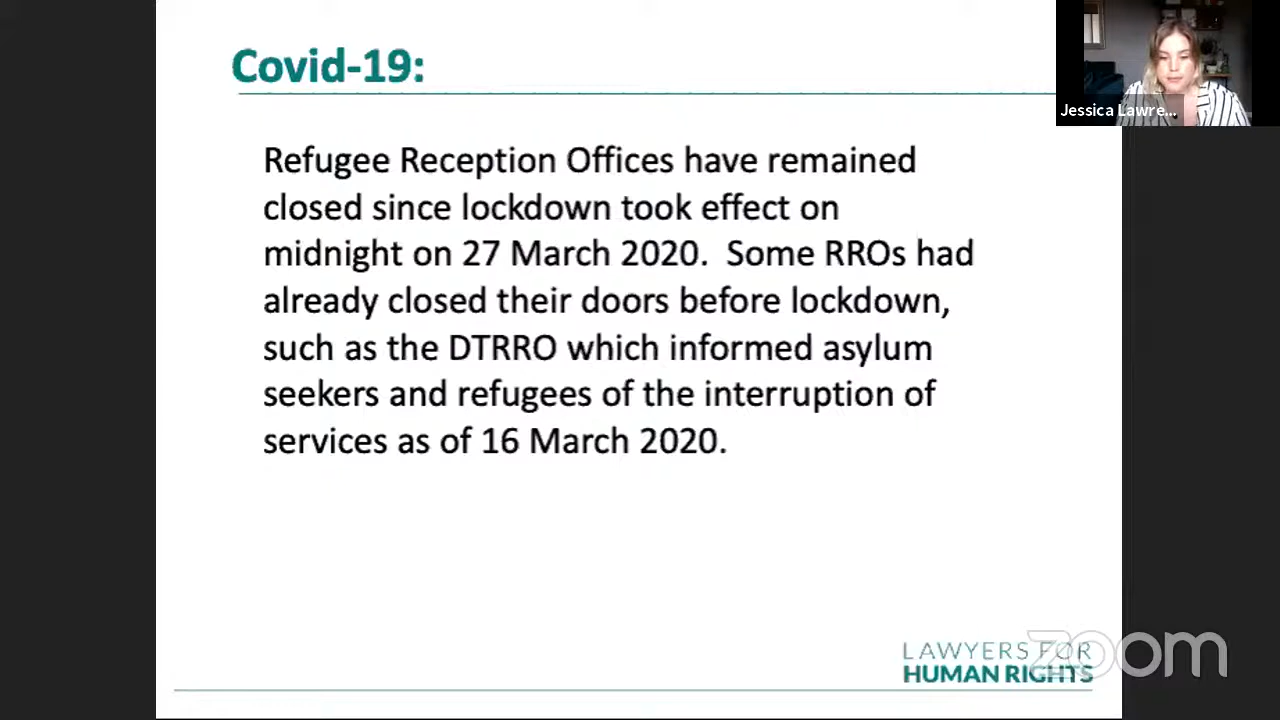 Covid-19:
Jessica Lawre...
Refugee Reception Offices have remained
closed since lockdown took effect on
midnight on 27 March 2020.  Some RROs had
already closed their doors before lockdown,
such as the DTRRO which informed asylum
seekers and refugees of the interruption of
services as of 16 March 2020.
LAWYERS FOR
HUMAN RIGHTS
zoom